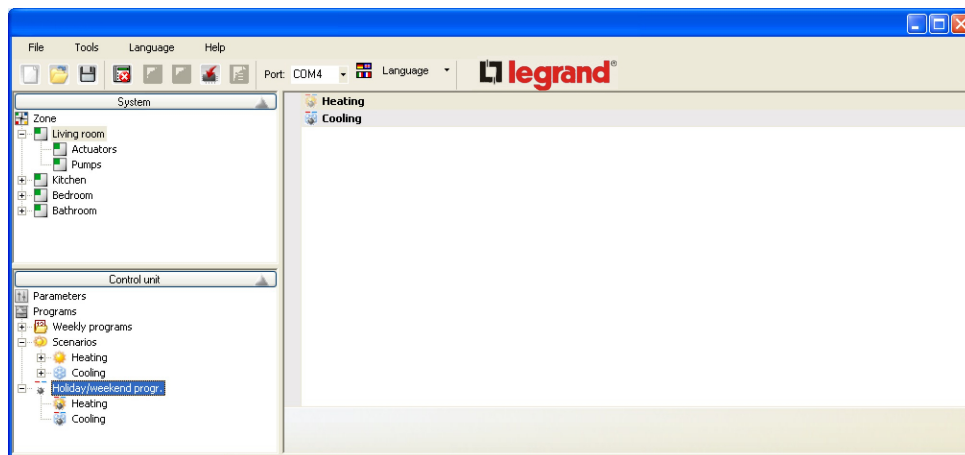 File Tools Language Help
Port: COM4 Language legrand®
System
Zone
Living room
Actuators
Pumps
Kitchen
Bedroom
Bathroom
Control unit
Parameters
Programs
Weekly programs
Scenarios
Heating
Cooling
Holiday/weekend progr.
Heating
Cooling
Heating
Cooling